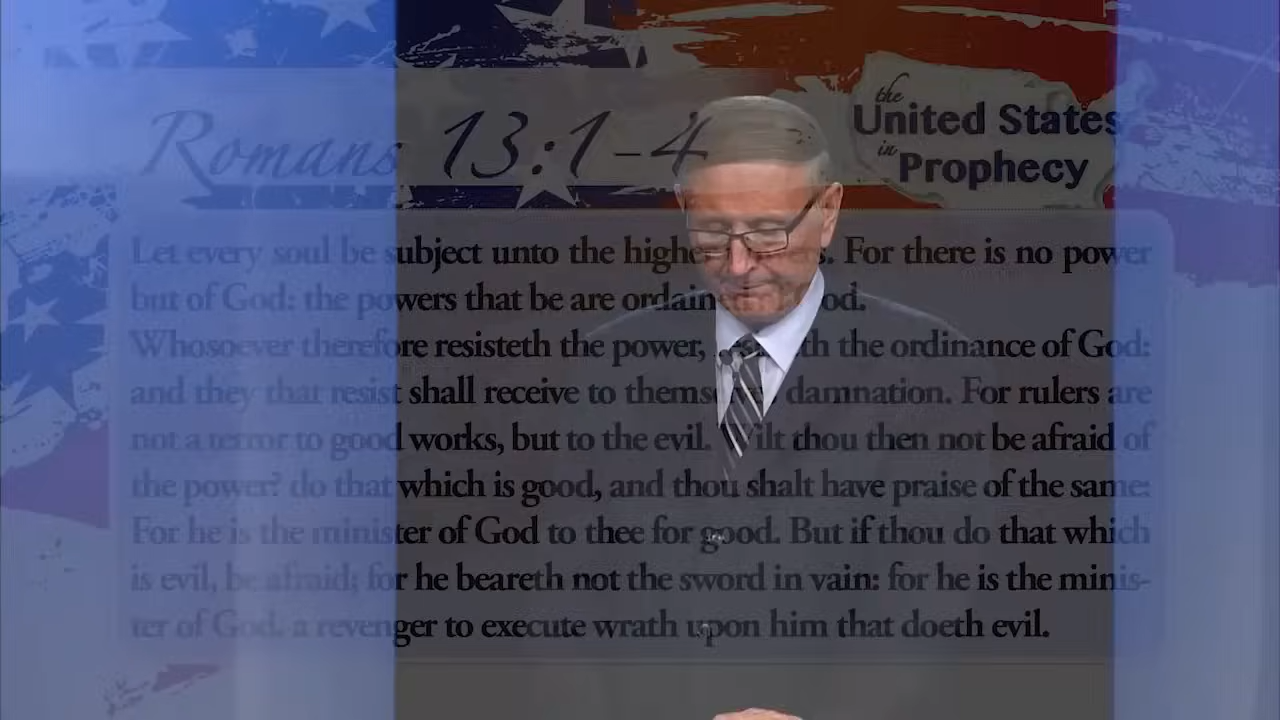 Romans 13:1-4
the
United States
in
Prophecy
Let every soul be subject unto the highe s. For there is no power
but of God: the powers that be are ordain od.
Whosoever therefore resisteth the power, th the ordinance of God:
and they that resist shall receive to thems damnation. For rulers are
not a terror to good works, but to the evil. Wilt thou then not be afraid of
the power? do that which is good, and thou shalt have praise of the same:
For he is the minister of God to thee for good. But if thou do that which
is evil, be afraid; for he beareth not the sword in vain: for he is the minis-
ter of God, a revenger to execute wrath upon him that doeth evil.